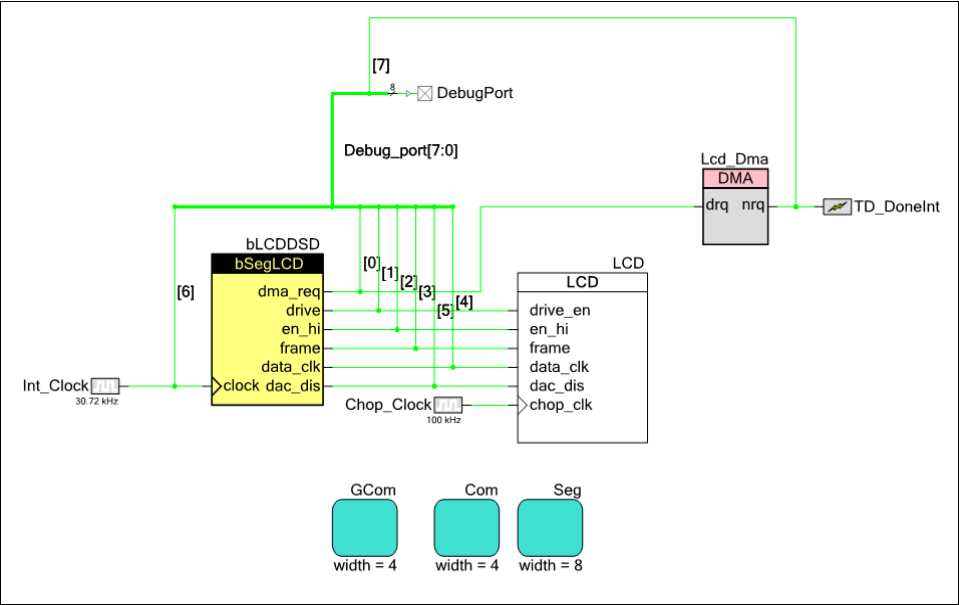 [7]
8
DebugPort
Debug_port[7:0]
Lcd_Dma
DMA
drq nrq
TD_DoneInt
bLCDDSD
bSegLCD
[0]
[1]
[2]
[3]
[5]
[4]
[6]
dma_req
drive
en_hi
frame
data_clk
clock dac_dis
Int_Clock
30.72 kHz
LCD
LCD
drive_en
en_hi
frame
data_clk
dac_dis
chop_clk
Chop_Clock
100 kHz
GCom
Com
Seg
width = 4
width = 4
width = 8